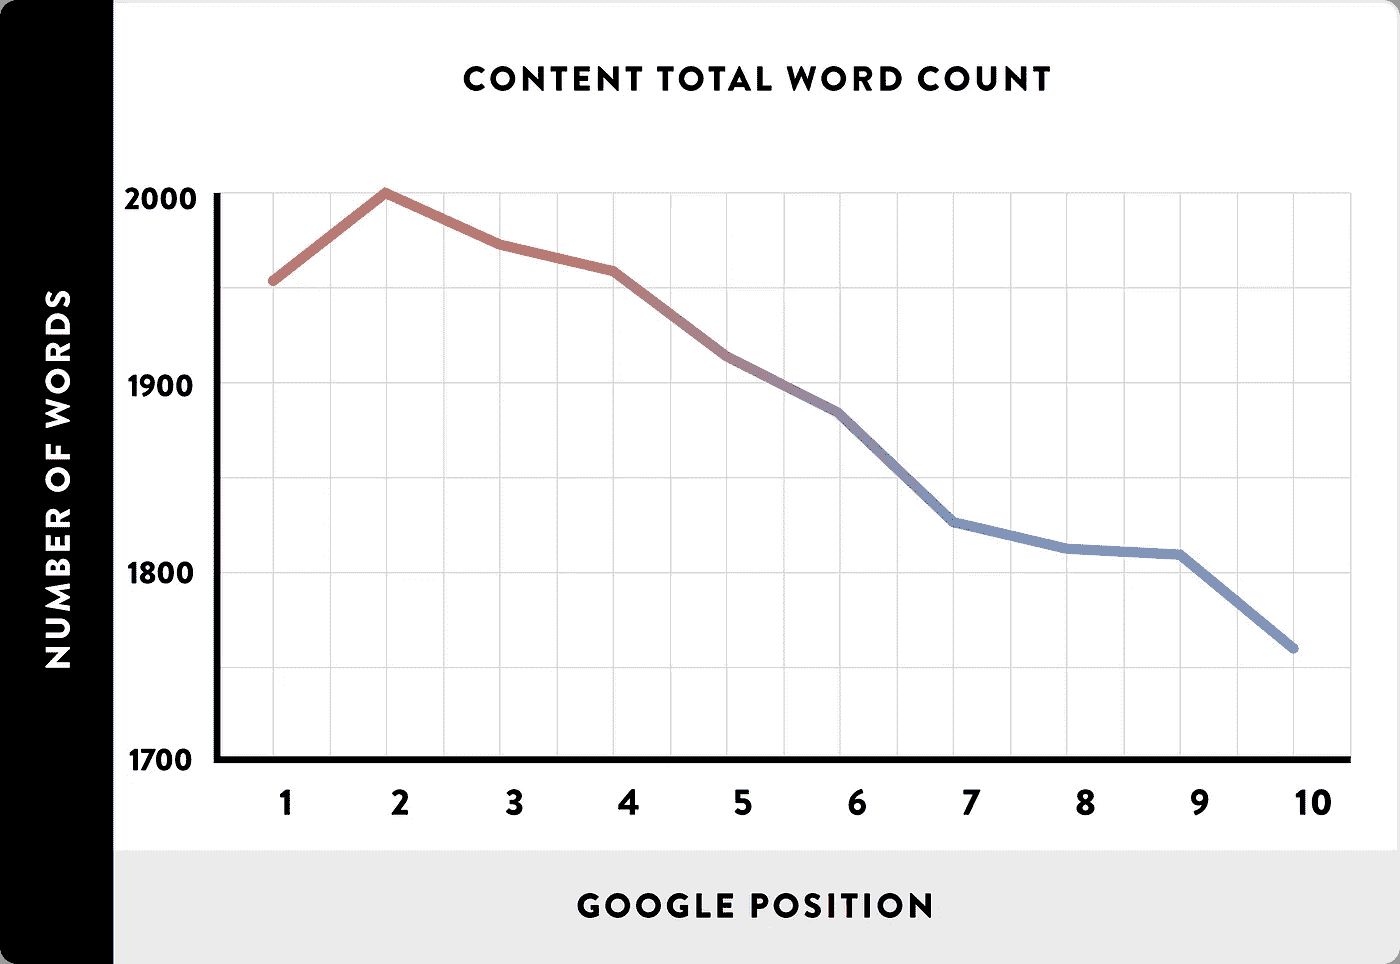 CONTENT TOTAL WORD COUNT
NUMBER OF WORDS
2000
1900
1800
1700
1 2 3 4 5 6 7 8 9 10
GOOGLE POSITION